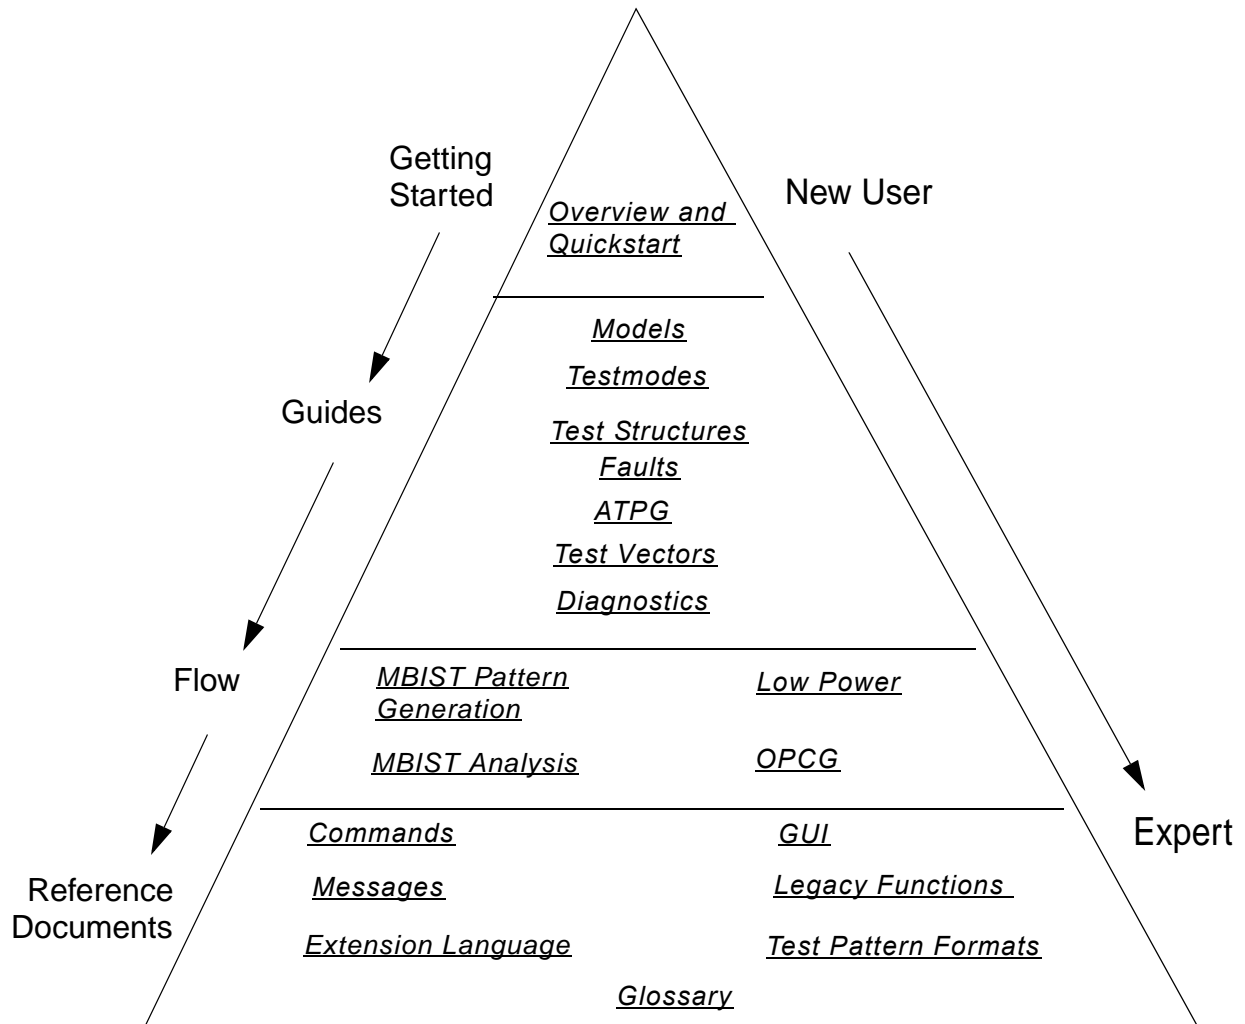 Getting
Started
New User
Overview and
Quickstart
Models
Testmodes
Guides
Test Structures
Faults
ATPG
Test Vectors
Diagnostics
Flow
MBIST Pattern
Generation
Low Power
MBIST Analysis
OPCG
Commands
GUI
Expert
Reference
Documents
Messages
Legacy Functions
Extension Language
Test Pattern Formats
Glossary